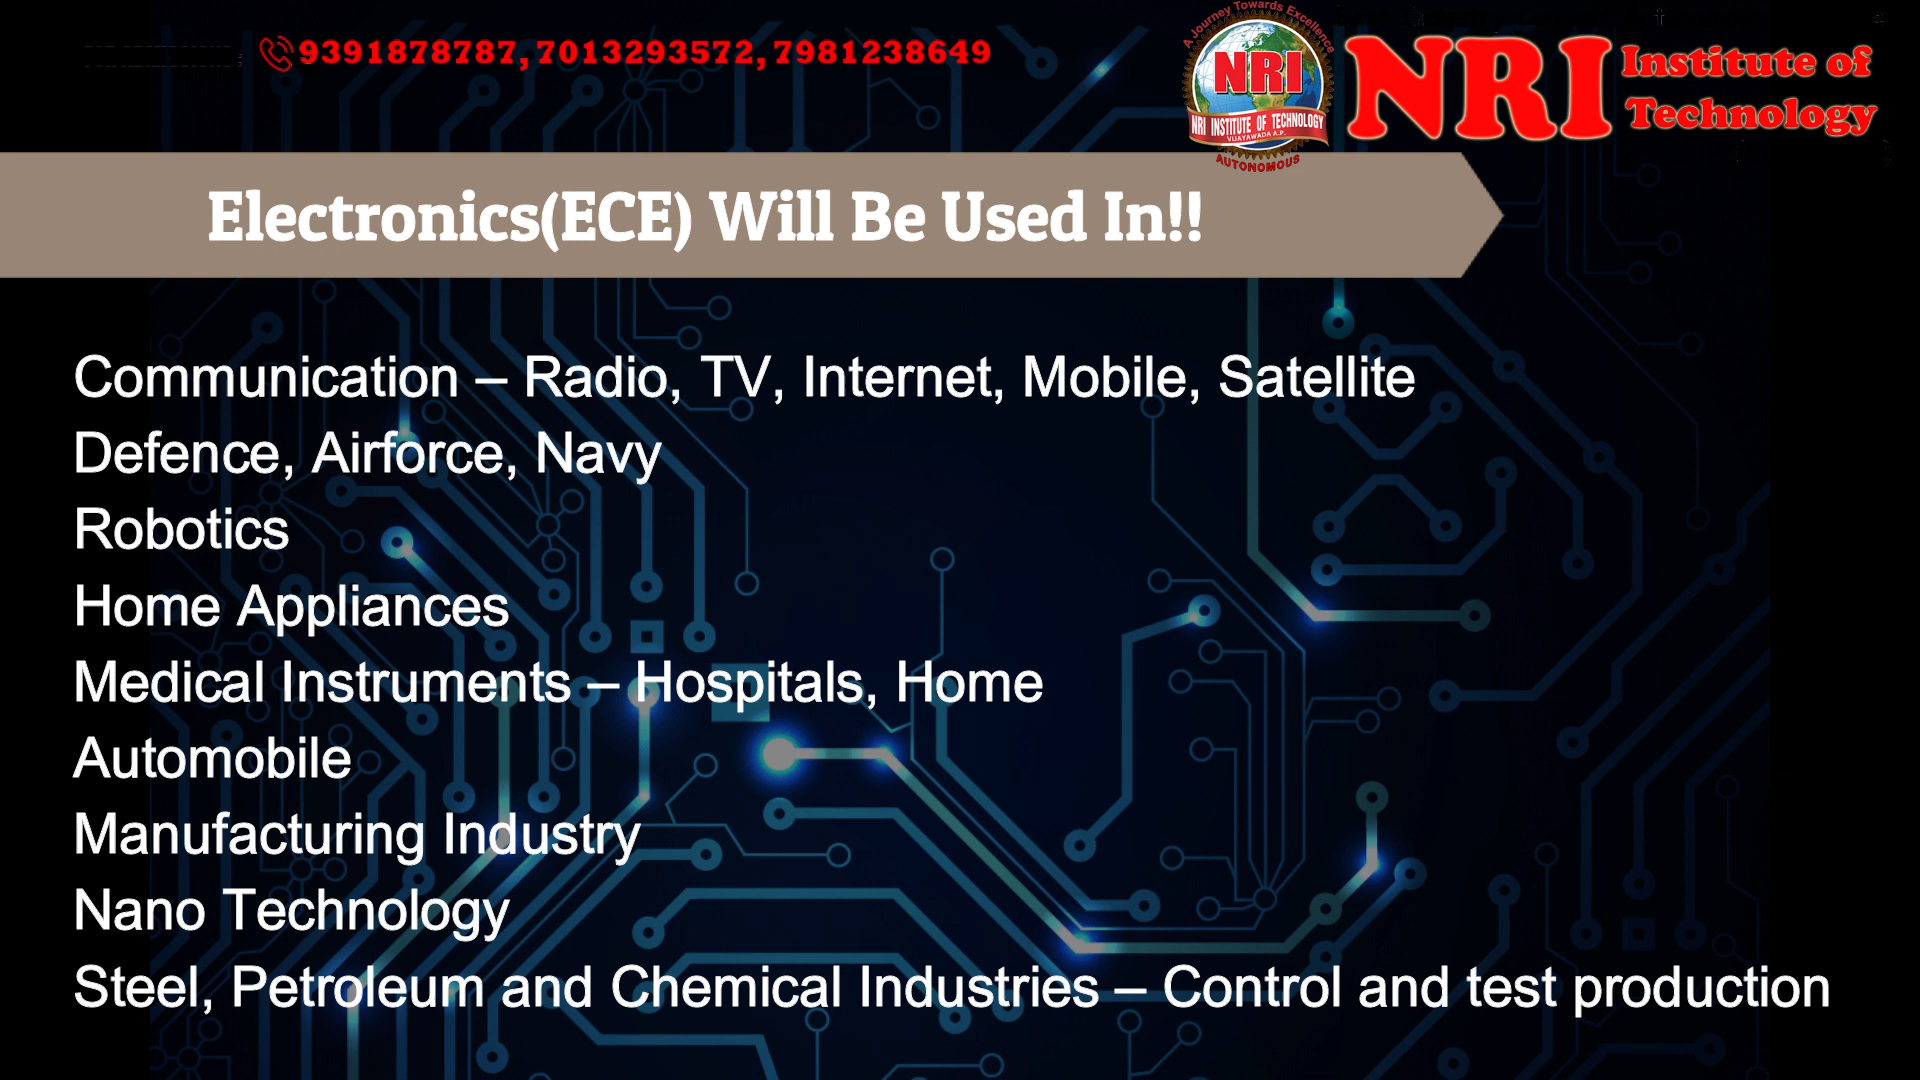 9391878787, 7013293572, 7981238649
A Journey Towards Excellence
NRI
NRI INSTITUTE OF TECHNOLOGY
VIJAYAWADA A.P.
AUTONOMOUS
NRI Institute of
Technology
Electronics(ECE) Will Be Used In!!
Communication – Radio, TV, Internet, Mobile, Satellite
Defence, Airforce, Navy
Robotics
Home Appliances
Medical Instruments – Hospitals, Home
Automobile
Manufacturing Industry
Nano Technology
Steel, Petroleum and Chemical Industries – Control and test production